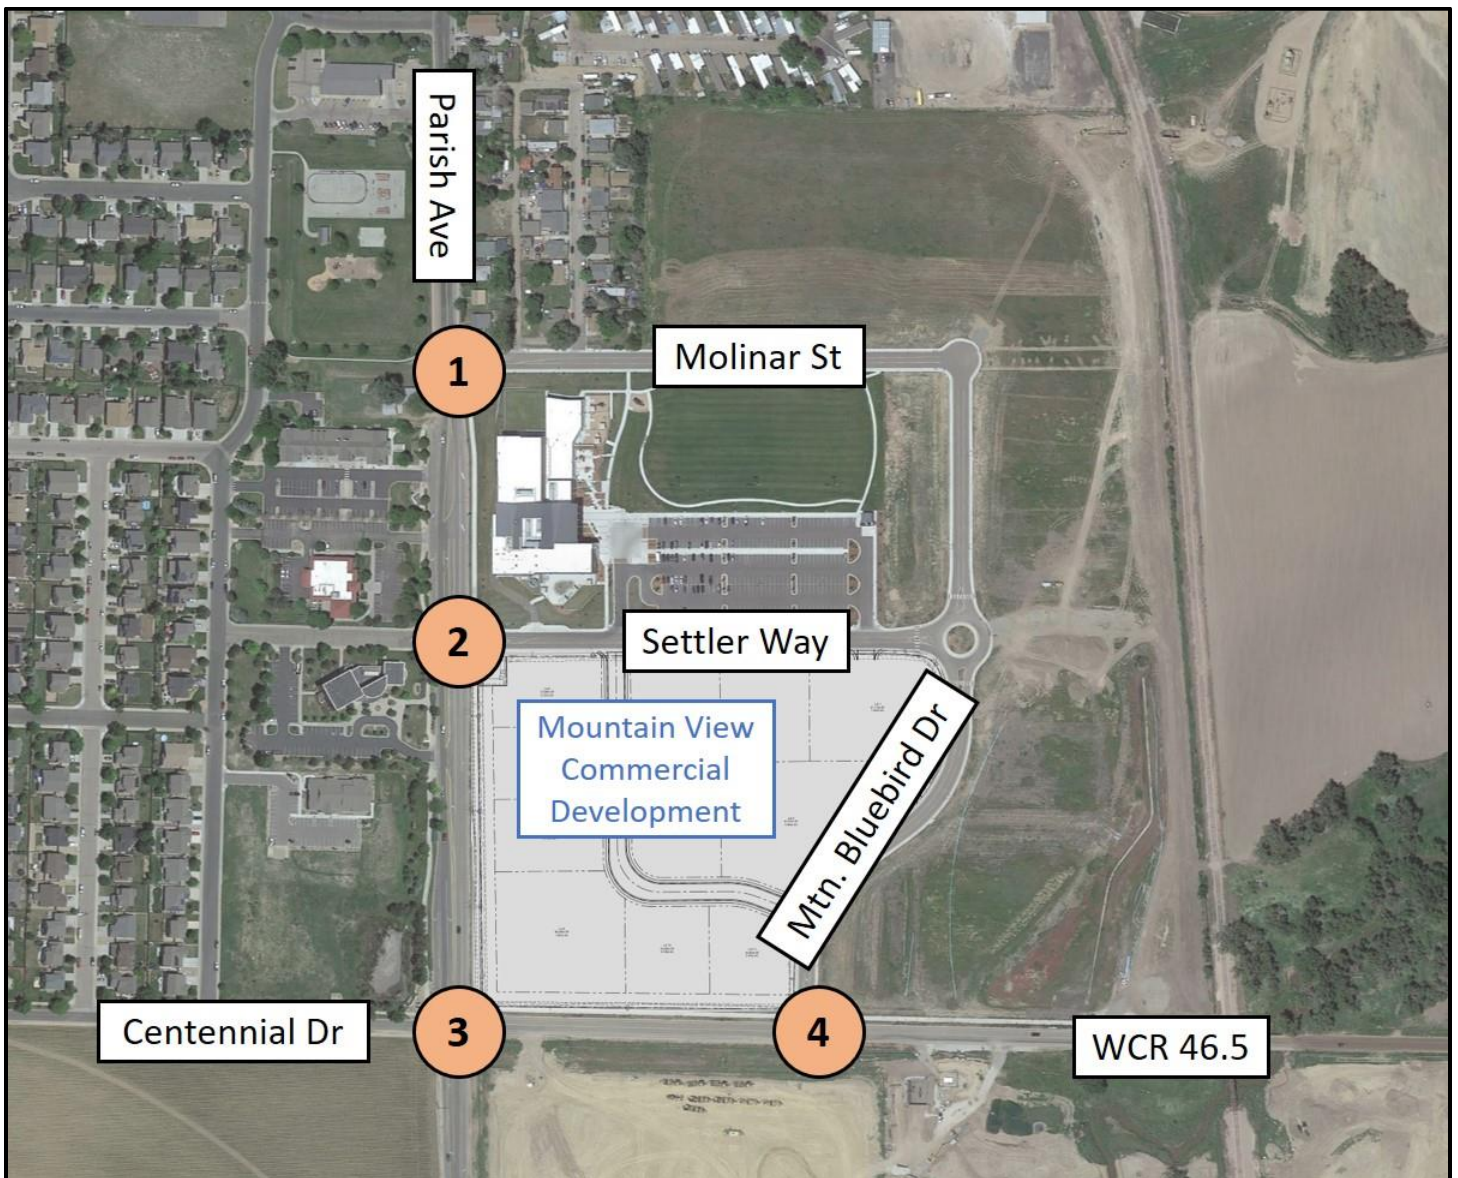 Parish Ave
1
Molinar St
2
Settler Way
Mountain View
Commercial
Development
Mtn. Bluebird Dr
Centennial Dr
3
4
WCR 46.5